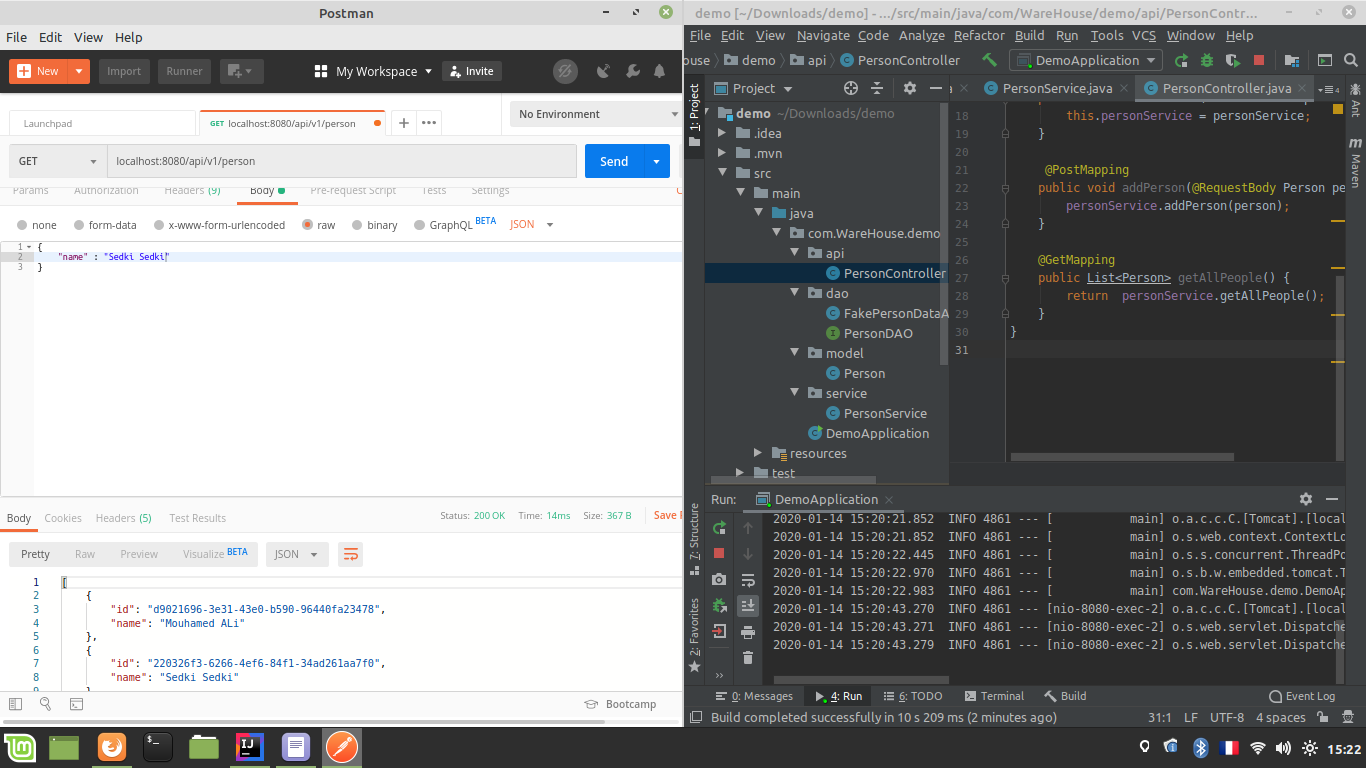 Postman
File Edit View Help
New Import Runner My Workspace Invite
Launchpad GET localhost:8080/api/v1/person No Environment
GET localhost:8080/api/v1/person Send
Params Authorization Headers (9) Body Pre-request Script Tests Settings
none form-data x-www-form-urlencoded raw binary GraphQL BETA JSON
1 {
2 "name" : "Sedki Sedki"
3 }
Body Cookies Headers (5) Test Results Status: 200 OK Time: 14ms Size: 367 B Save
Pretty Raw Preview Visualize BETA JSON
1 [
2 {
3 "id": "d9021696-3e31-43e0-b590-96440fa23478",
4 "name": "Mouhamed ALi"
5 },
6 {
7 "id": "220326f3-6266-4ef6-84f1-34ad261aa7f0",
8 "name": "Sedki Sedki"
Bootcamp
demo [~/Downloads/demo] - .../src/main/java/com/WareHouse/demo/api/PersonContr...
File Edit View Navigate Code Analyze Refactor Build Run Tools VCS Window Help
ouse demo api PersonController DemoApplication
1: Project
Project
demo ~/Downloads/demo
.idea
.mvn
src
main
java
com.WareHouse.demo
api
PersonController
dao
FakePersonDataA
PersonDAO
model
Person
service
PersonService
DemoApplication
resources
test
PersonService.java PersonController.java 4
18 this.personService = personService;
19 }
20
21 @PostMapping
22 public void addPerson(@RequestBody Person pe
23 personService.addPerson(person);
24 }
25
26 @GetMapping
27 public List<Person> getAllPeople() {
28 return personService.getAllPeople();
29 }
30 }
31
Ant
m Maven
7: Structure
2: Favorites
Run: DemoApplication
2020-01-14 15:20:21.852 INFO 4861 --- [ main] o.a.c.c.C.[Tomcat].[local
2020-01-14 15:20:21.852 INFO 4861 --- [ main] o.s.web.context.ContextLo
2020-01-14 15:20:22.445 INFO 4861 --- [ main] o.s.s.concurrent.ThreadPo
2020-01-14 15:20:22.970 INFO 4861 --- [ main] o.s.b.w.embedded.tomcat.T
2020-01-14 15:20:22.983 INFO 4861 --- [ main] com.WareHouse.demo.DemoAp
2020-01-14 15:20:43.270 INFO 4861 --- [nio-8080-exec-2] o.a.c.c.C.[Tomcat].[local
2020-01-14 15:20:43.271 INFO 4861 --- [nio-8080-exec-2] o.s.web.servlet.Dispatche
2020-01-14 15:20:43.279 INFO 4861 --- [nio-8080-exec-2] o.s.web.servlet.Dispatche
0: Messages 4: Run 6: TODO Terminal Build Event Log
Build completed successfully in 10 s 209 ms (2 minutes ago) 31:1 LF UTF-8 4 spaces
15:22